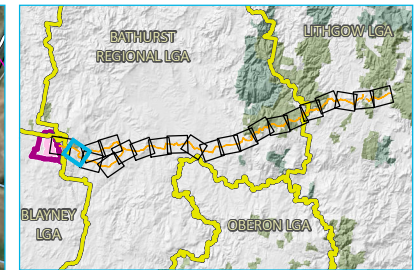 BATHURST
REGIONAL LGA
LITHGOW LGA
BLAYNEY
LGA
OBERON LGA